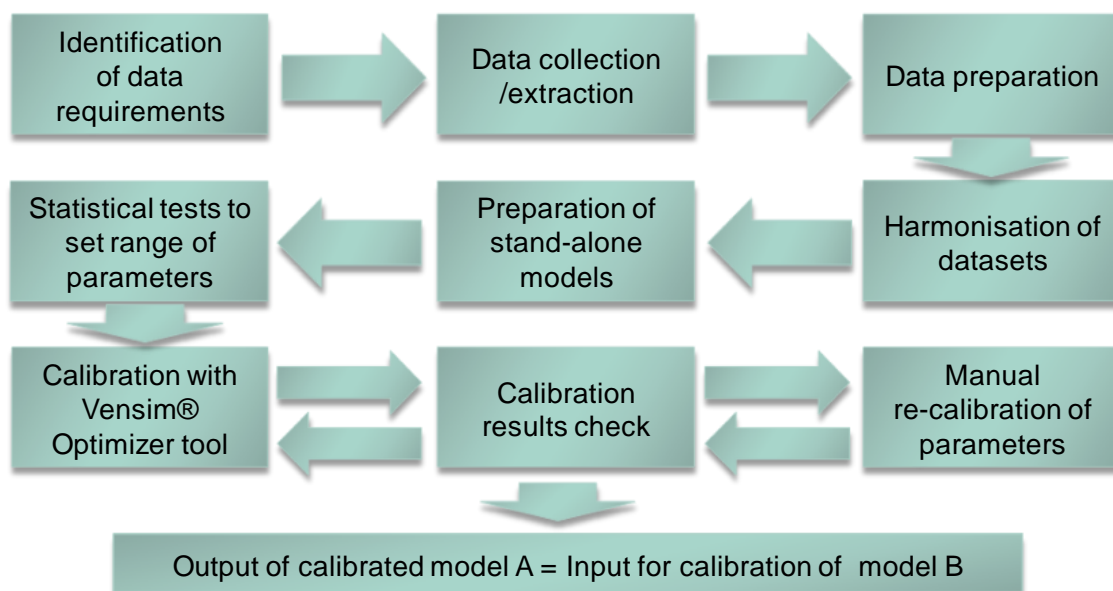 Identification
of data
requirements
Data collection
/extraction
Data preparation
Harmonisation of
datasets
Preparation of
stand-alone
models
Statistical tests to
set range of
parameters
Calibration with
Vensim®
Optimizer tool
Calibration
results check
Manual
re-calibration of
parameters
Output of calibrated model A = Input for calibration of model B